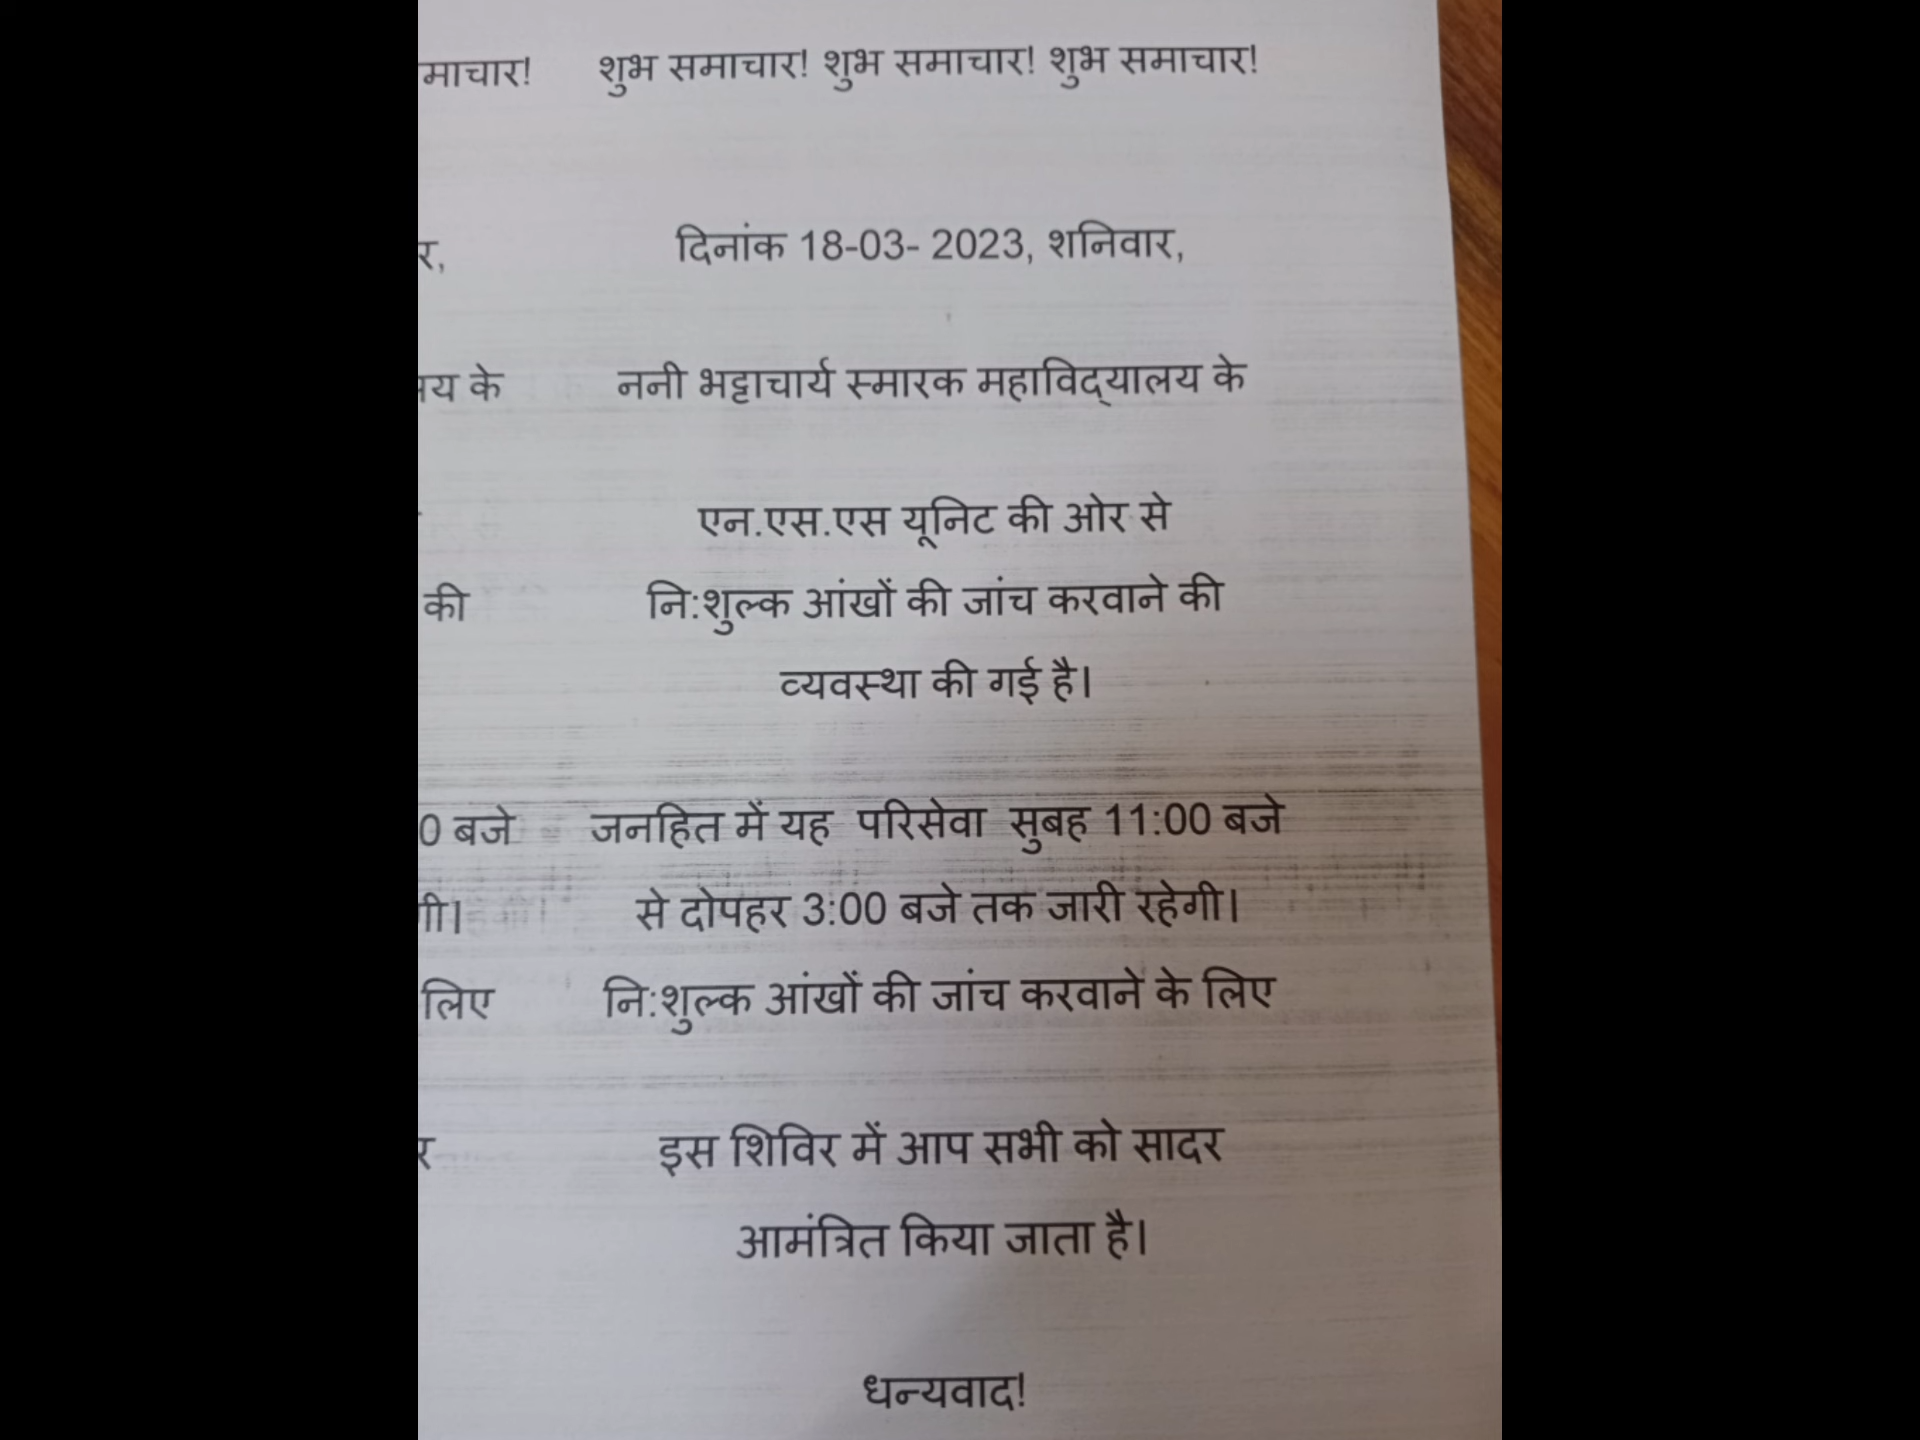 माचार! शुभ समाचार! शुभ समाचार! शुभ समाचार!
र, दिनांक 18-03- 2023, शनिवार,
य के ननी भट्टाचार्य स्मारक महाविद्यालय के
एन.एस.एस यूनिट की ओर से
की नि:शुल्क आंखों की जांच करवाने की
व्यवस्था की गई है।
0 बजे जनहित में यह परिसेवा सुबह 11:00 बजे
गी। से दोपहर 3:00 बजे तक जारी रहेगी।
लिए नि:शुल्क आंखों की जांच करवाने के लिए
र इस शिविर में आप सभी को सादर
आमंत्रित किया जाता है।
धन्यवाद!